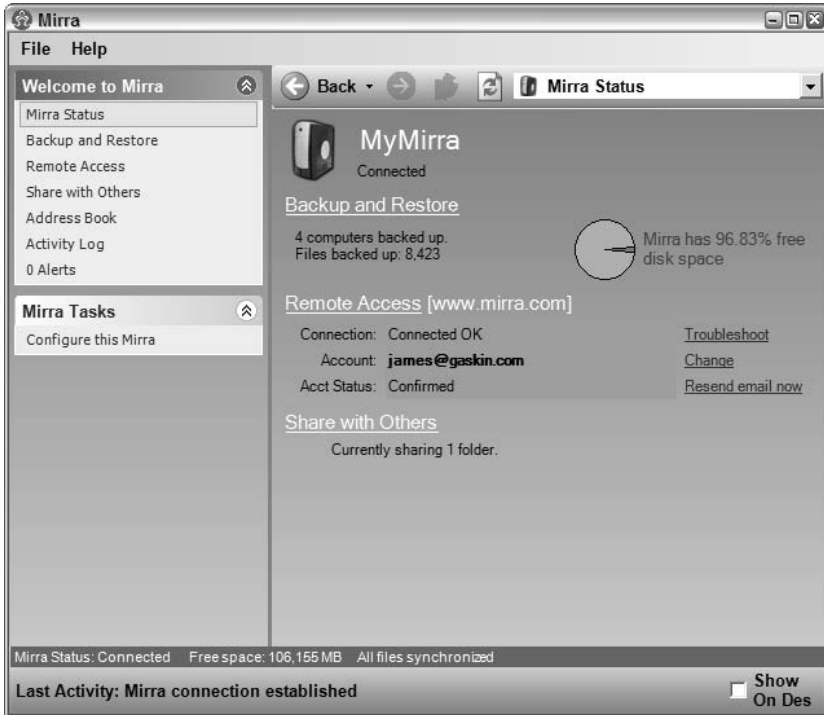 Mirra
File Help
Welcome to Mirra
Mirra Status
Backup and Restore
Remote Access
Share with Others
Address Book
Activity Log
0 Alerts
Mirra Tasks
Configure this Mirra
Back
Mirra Status
MyMirra
Connected
Backup and Restore
4 computers backed up.
Files backed up: 8,423
Mirra has 96.83% free
disk space
Remote Access [www.mirra.com]
Connection: Connected OK Troubleshoot
Account: james@gaskin.com Change
Acct Status: Confirmed Resend email now
Share with Others
Currently sharing 1 folder.
Mirra Status: Connected Free space: 106,155 MB All files synchronized
Last Activity: Mirra connection established
Show
On Des